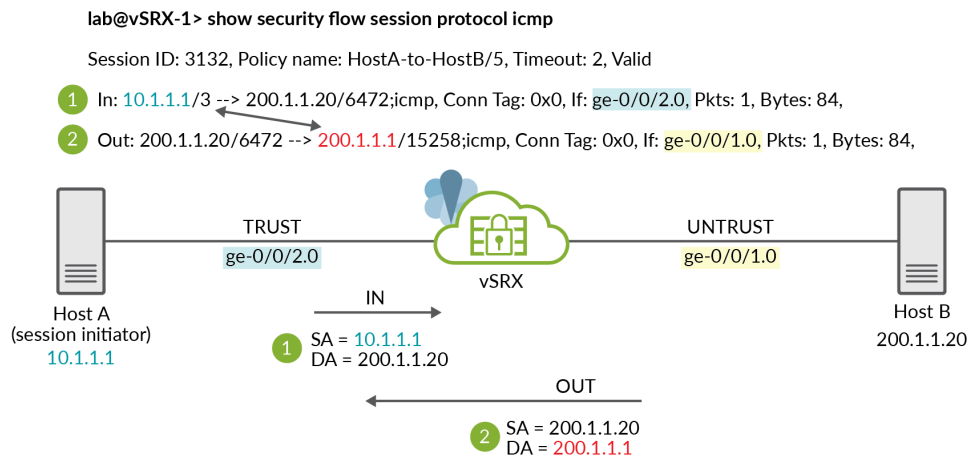 lab@vSRX-1> show security flow session protocol icmp
Session ID: 3132, Policy name: HostA-to-HostB/5, Timeout: 2, Valid
1 In: 10.1.1.1/3 --> 200.1.1.20/6472;icmp, Conn Tag: 0x0, If: ge-0/0/2.0, Pkts: 1, Bytes: 84,
2 Out: 200.1.1.20/6472 --> 200.1.1.1/15258;icmp, Conn Tag: 0x0, If: ge-0/0/1.0, Pkts: 1, Bytes: 84,
TRUST
ge-0/0/2.0
UNTRUST
ge-0/0/1.0
vSRX
Host A
(session initiator)
10.1.1.1
Host B
200.1.1.20
IN
1 SA = 10.1.1.1
DA = 200.1.1.20
OUT
2 SA = 200.1.1.20
DA = 200.1.1.1